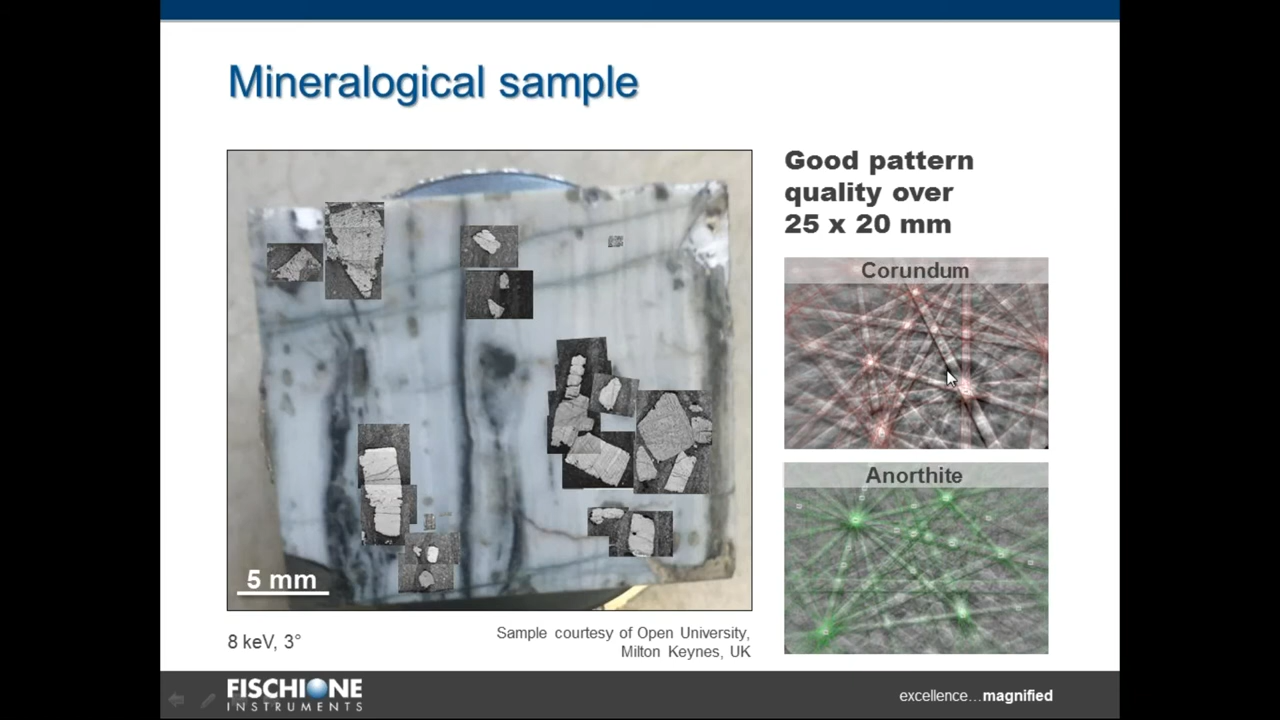 Mineralogical sample
Good pattern
quality over
25 x 20 mm
Corundum
Anorthite
5 mm
8 keV, 3°
Sample courtesy of Open University,
Milton Keynes, UK
FISCHIONE
INSTRUMENTS
excellence...magnified